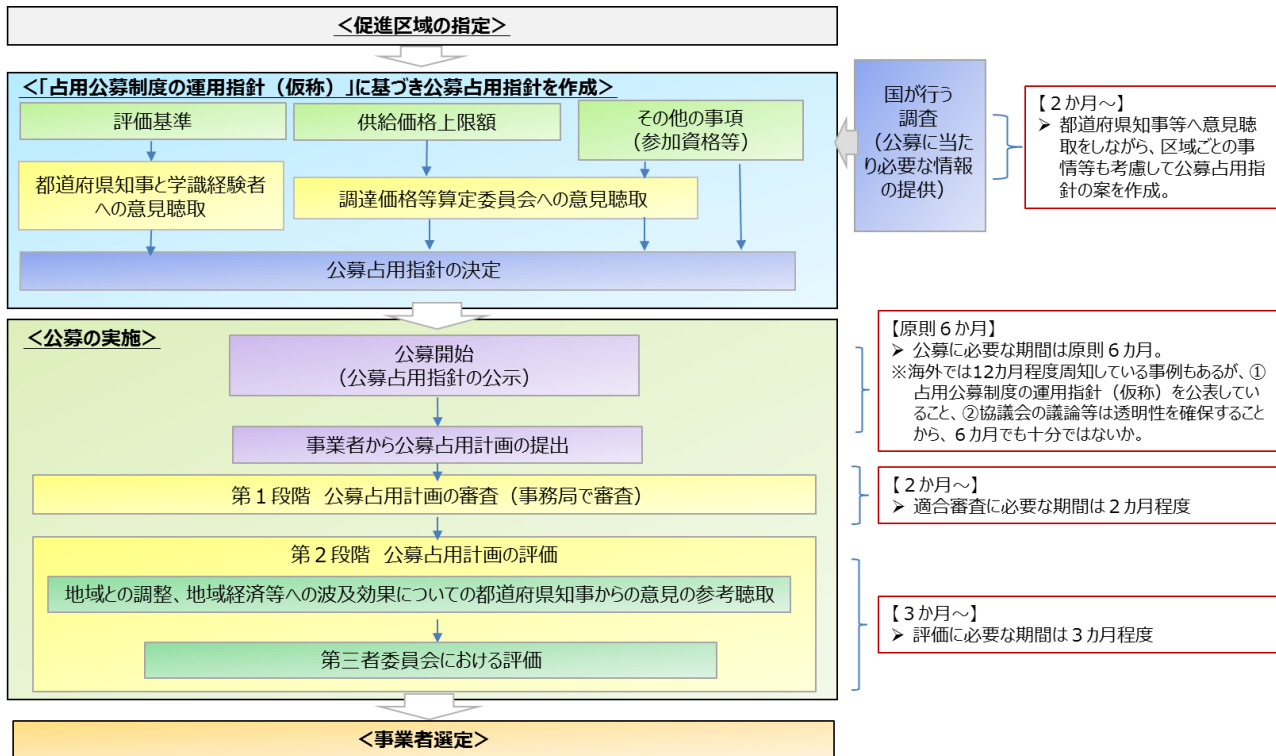 ＜促進区域の指定＞
＜「占用公募制度の運用指針（仮称）」に基づき公募占用指針を作成＞
評価基準
供給価格上限額
その他の事項
（参加資格等）
都道府県知事と学識経験者
への意見聴取
調達価格等算定委員会への意見聴取
公募占用指針の決定
国が行う
調査
（公募に当た
り必要な情報
の提供）
【２か月～】
➢ 都道府県知事等へ意見聴
取をしながら、区域ごとの事
情等も考慮して公募占用指
針の案を作成。
＜公募の実施＞
公募開始
（公募占用指針の公示）
事業者から公募占用計画の提出
第１段階 公募占用計画の審査（事務局で審査）
第２段階 公募占用計画の評価
地域との調整、地域経済等への波及効果についての都道府県知事からの意見の参考聴取
第三者委員会における評価
【原則６か月】
➢ 公募に必要な期間は原則６カ月。
※海外では12カ月程度周知している事例もあるが、①
占用公募制度の運用指針（仮称）を公表してい
ること、②協議会の議論等は透明性を確保すること
から、６カ月でも十分ではないか。
【２か月～】
➢ 適合審査に必要な期間は２カ月程度
【３か月～】
➢ 評価に必要な期間は３カ月程度
＜事業者選定＞